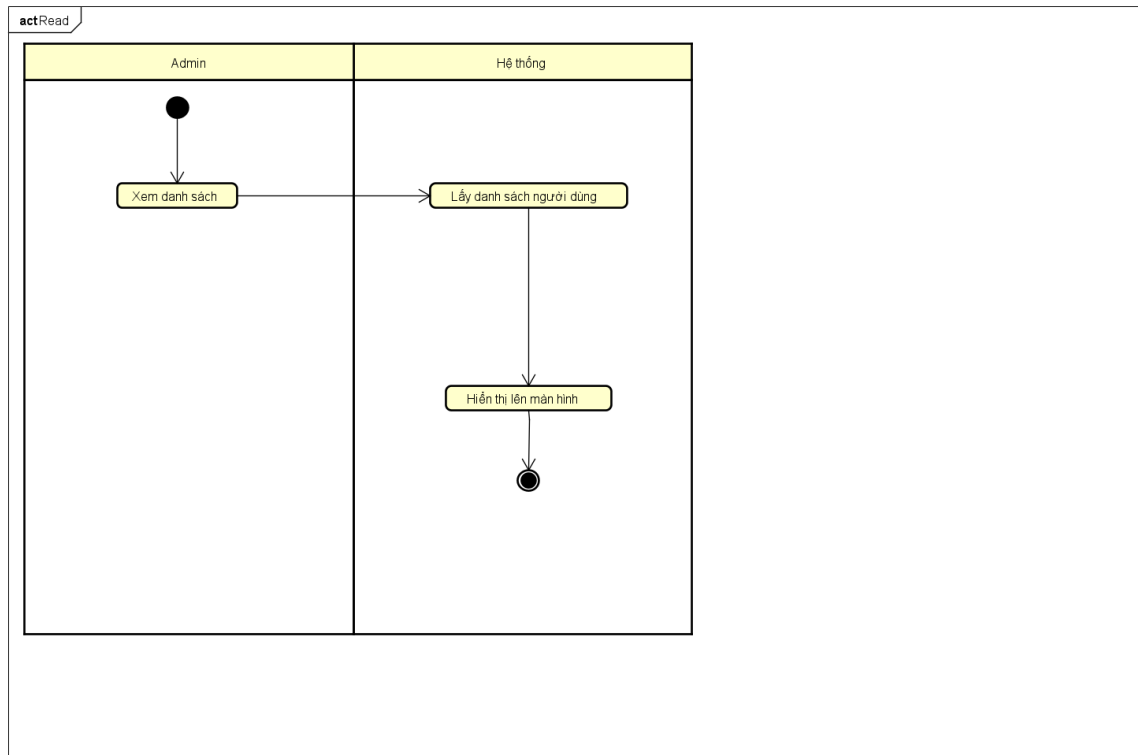 actRead
Admin
Hệ thống
Xem danh sách
Lấy danh sách người dùng
Hiển thị lên màn hình